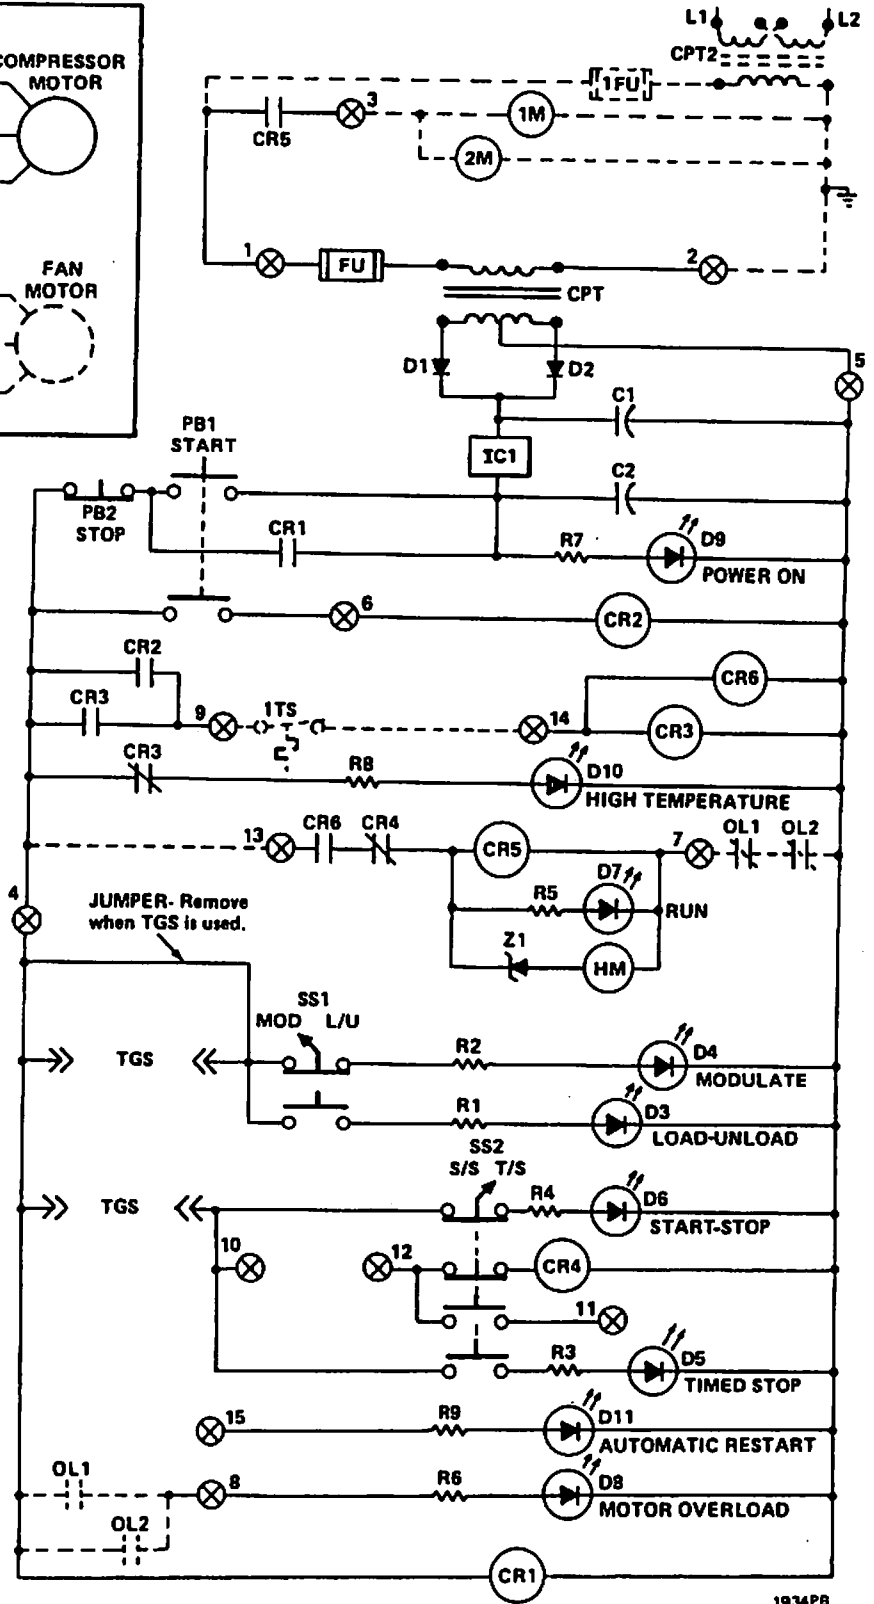 L1
L2
CPT2
1FU
COMPRESSOR
MOTOR
3
CR5
1M
2M
1
FU
2
CPT
FAN
MOTOR
D1
D2
5
C1
PB1
START
IC1
C2
PB2
STOP
CR1
R7
D9
POWER ON
6
CR2
CR2
CR6
CR3
9
1TS
14
CR3
CR3
R8
D10
HIGH TEMPERATURE
13
CR6
CR4
CR5
7
OL1
OL2
4
JUMPER- Remove
when TGS is used.
R5
D7
RUN
Z1
HM
SS1
MOD L/U
TGS
R2
D4
MODULATE
R1
D3
LOAD-UNLOAD
SS2
S/S T/S
TGS
R4
D6
START-STOP
10
12
CR4
11
R3
D5
TIMED STOP
15
R9
D11
AUTOMATIC RESTART
OL1
8
R6
D8
MOTOR OVERLOAD
OL2
CR1
1934PB